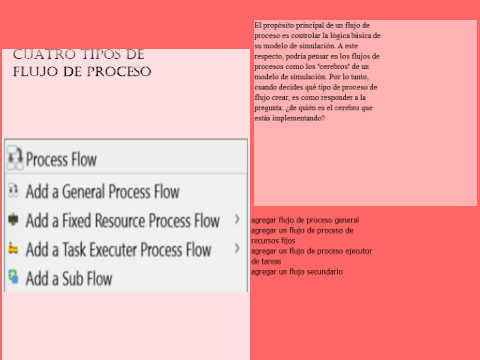 CUATRO TIPOS DE
FLUJO DE PROCESO
Process Flow
Add a General Process Flow
Add a Fixed Resource Process Flow
Add a Task Executer Process Flow
Add a Sub Flow
El propósito principal de un flujo de
proceso es controlar la lógica básica de
su modelo de simulación. A este
respecto, podría pensar en los flujos de
procesos como los "cerebros" de un
modelo de simulación. Por lo tanto,
cuando decides qué tipo de proceso de
flujo crear, es como responder a la
pregunta: ¿de quién es el cerebro que
estás implementando?
agregar flujo de proceso general
agregar un flujo de proceso de
recursos fijos
agregar un flujo de proceso ejecutor
de tareas
agregar un flujo secundario